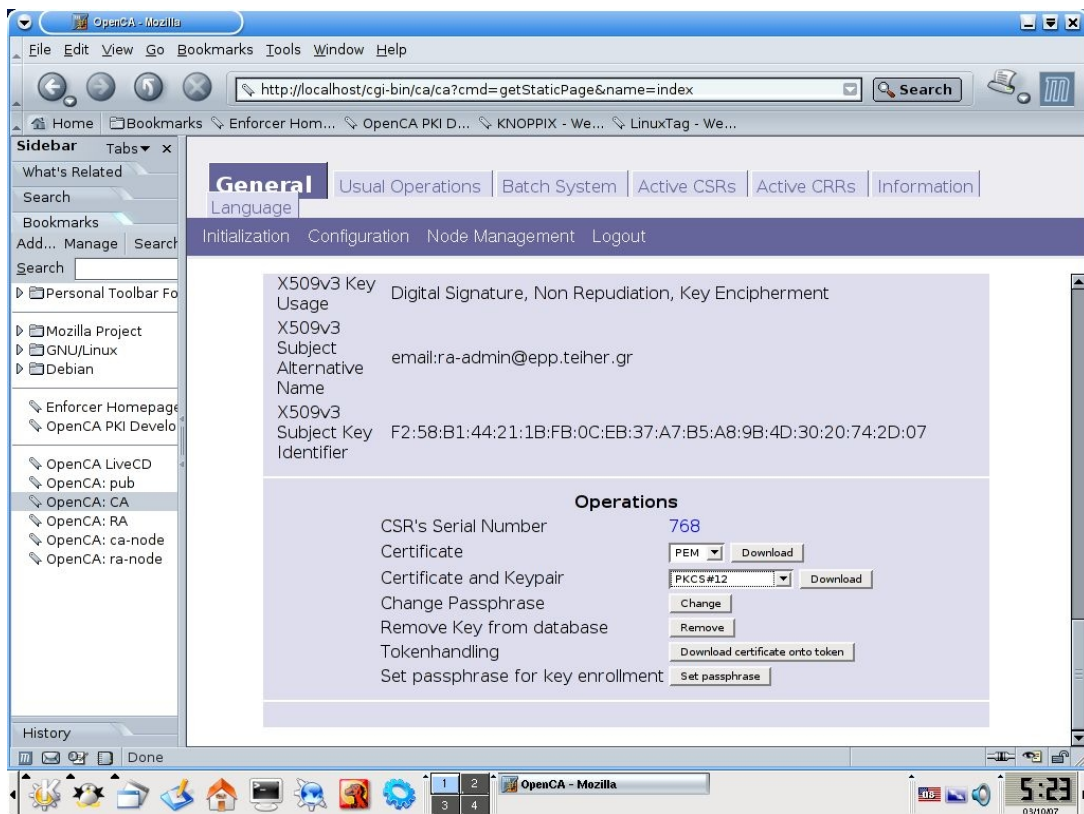 OpenCA - Mozilla
File Edit View Go Bookmarks Tools Window Help
http://localhost/cgi-bin/ca/ca?cmd=getStaticPage&name=index
Search
Home Bookmarks Enforcer Hom... OpenCA PKI D... KNOPPIX - We... LinuxTag - We...
Sidebar Tabs x
What's Related
Search
Bookmarks
Add... Manage Search
Search
Personal Toolbar Fo
Mozilla Project
GNU/Linux
Debian
Enforcer Homepage
OpenCA PKI Develo
OpenCA LiveCD
OpenCA: pub
OpenCA: CA
OpenCA: RA
OpenCA: ca-node
OpenCA: ra-node
History
General Usual Operations Batch System Active CSRs Active CRRs Information
Language
Initialization Configuration Node Management Logout
X509v3 Key
Usage
Digital Signature, Non Repudiation, Key Encipherment
X509v3
Subject
Alternative
Name
email:ra-admin@epp.teiher.gr
X509v3
Subject Key
Identifier
F2:58:B1:44:21:1B:FB:0C:EB:37:A7:B5:A8:9B:4D:30:20:74:2D:07
Operations
CSR's Serial Number 768
Certificate PEM Download
Certificate and Keypair PKCS#12 Download
Change Passphrase Change
Remove Key from database Remove
Tokenhandling Download certificate onto token
Set passphrase for key enrollment Set passphrase
Done
1 2
3 4
OpenCA - Mozilla
us
5:23
03/10/07